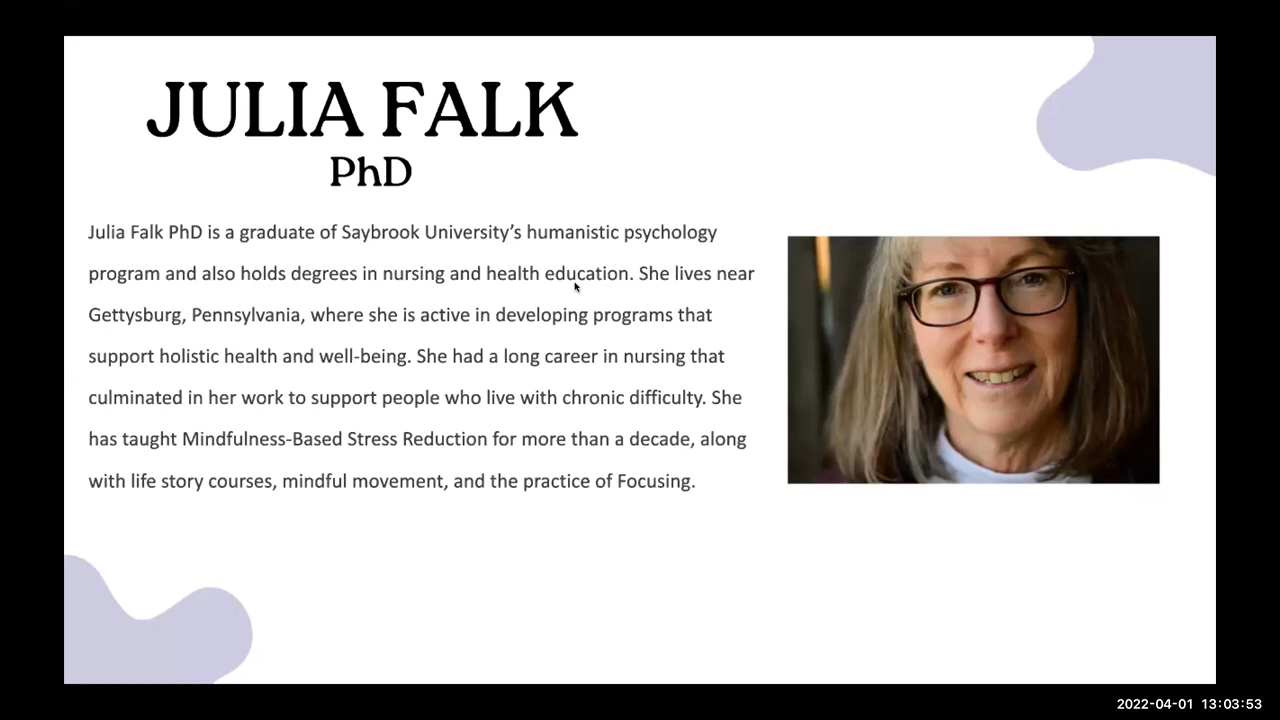 JULIA FALK
PhD
Julia Falk PhD is a graduate of Saybrook University’s humanistic psychology
program and also holds degrees in nursing and health education. She lives near
Gettysburg, Pennsylvania, where she is active in developing programs that
support holistic health and well-being. She had a long career in nursing that
culminated in her work to support people who live with chronic difficulty. She
has taught Mindfulness-Based Stress Reduction for more than a decade, along
with life story courses, mindful movement, and the practice of Focusing.
2022-04-01 13:03:53